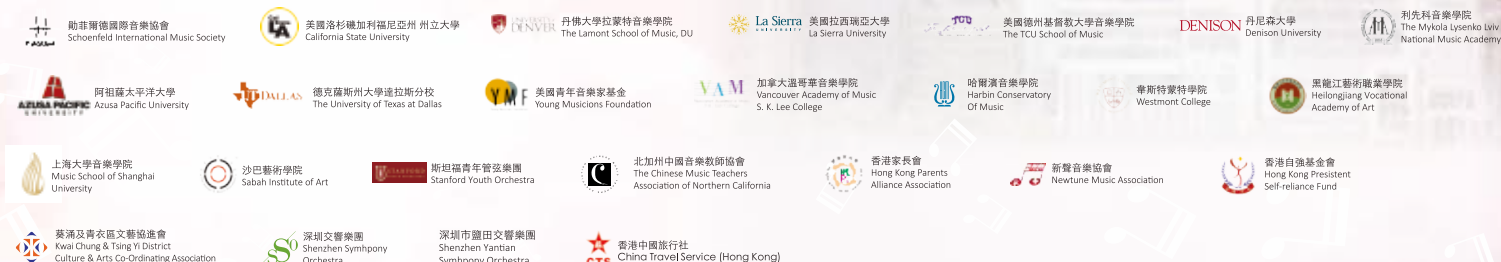 勛菲爾德國際音樂協會
Schoenfeld International Music Society
美國洛杉磯加利福尼亞州 州立大學
California State University
UNIVERSITY of DENVER
丹佛大學拉蒙特音樂學院
The Lamont School of Music, DU
La Sierra
UNIVERSITY
美國拉西瑞亞大學
La Sierra University
TCU
美國德州基督教大學音樂學院
The TCU School of Music
DENISON
丹尼森大學
Denison University
利先科音樂學院
The Mykola Lysenko Lviv
National Music Academy
AZUSA PACIFIC
UNIVERSITY
阿祖薩太平洋大學
Azusa Pacific University
DALLAS
德克薩斯州大學達拉斯分校
The University of Texas at Dallas
YMF
美國青年音樂家基金
Young Musicions Foundation
VAM
加拿大溫哥華音樂學院
Vancouver Academy of Music
S. K. Lee College
哈爾濱音樂學院
Harbin Conservatory
Of Music
韋斯特蒙特學院
Westmont College
黑龍江藝術職業學院
Heilongjiang Vocational
Academy of Art
上海大學音樂學院
Music School of Shanghai
University
沙巴藝術學院
Sabah Institute of Art
STANFORD
斯坦福青年管弦樂團
Stanford Youth Orchestra
C
北加州中國音樂教師協會
The Chinese Music Teachers
Association of Northern California
香港家長會
Hong Kong Parents
Alliance Association
新聲音樂協會
Newtune Music Association
香港自強基金會
Hong Kong Presistent
Self-reliance Fund
葵涌及青衣區文藝協進會
Kwai Chung & Tsing Yi District
Culture & Arts Co-Ordinating Association
深圳交響樂團
Shenzhen Symhpony
Orchestra
深圳市鹽田交響樂團
Shenzhen Yantian
Symhpony Orchestra
CTS
香港中國旅行社
China Travel Service (Hong Kong)